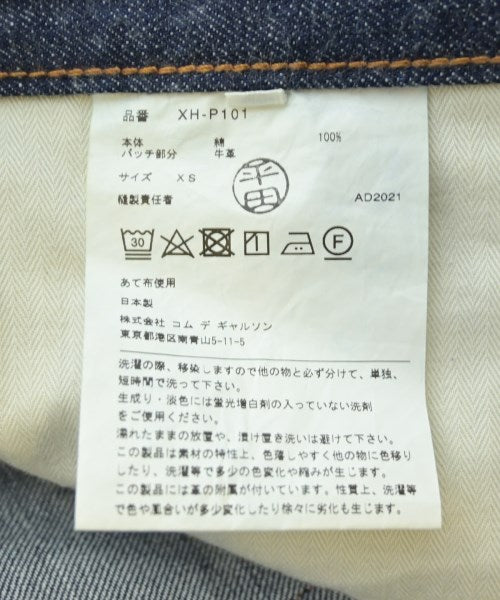 品番 XH-P101
本体 綿 100%
パッチ部分 牛革
サイズ XS
平田
縫製責任者 AD2021
30 F
あて布使用
日本製
株式会社 コム デ ギャルソン
東京都港区南青山5-11-5
洗濯の際、移染しますので他の物と必ず分けて、単独、
短時間で洗って下さい。
生成り・淡色には蛍光増白剤の入っていない洗剤
をご使用ください。
濡れたままの放置や、漬け置き洗いは避けて下さい。
この製品は素材の特性上、色落しやすく他の物に色移り
したり、洗濯等で多少の色変化や縮みが生じます。
この製品には革の附属が付いています。性質上、洗濯等
で色や風合いが多少変化したり徐々に劣化も生じます。